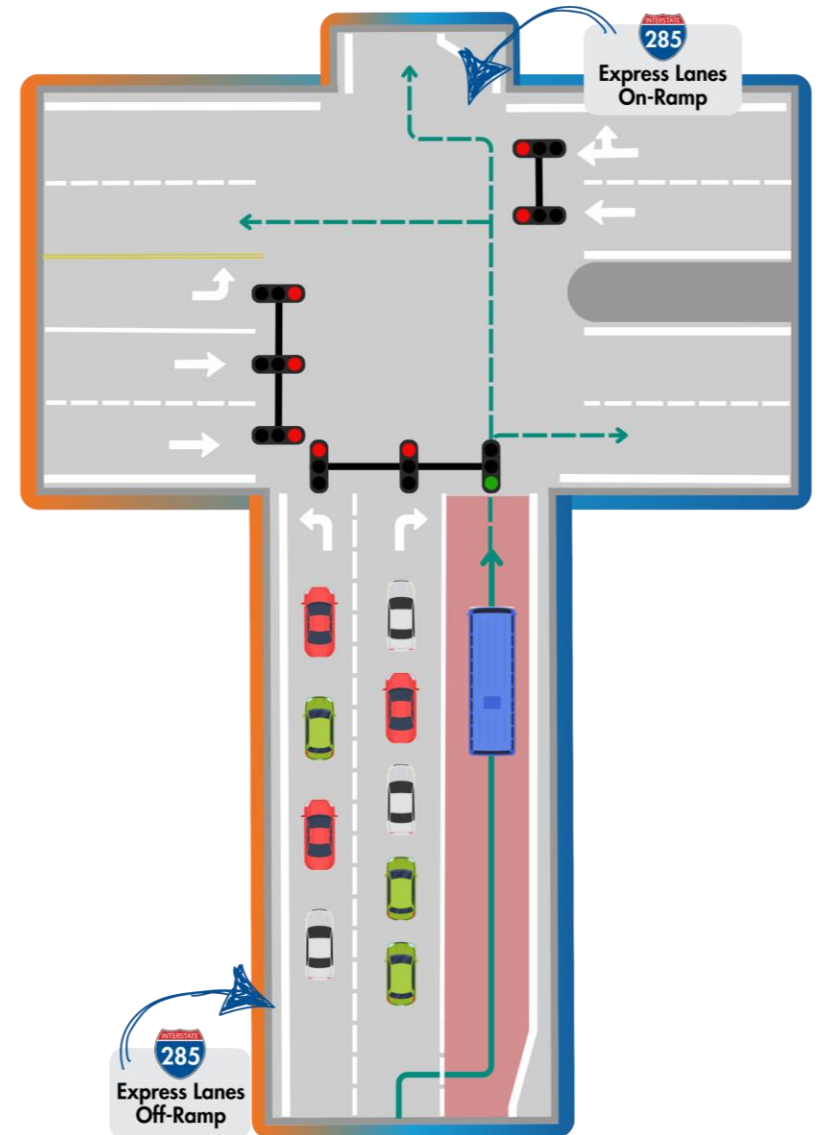 INTERSTATE
285
Express Lanes
On-Ramp
INTERSTATE
285
Express Lanes
Off-Ramp